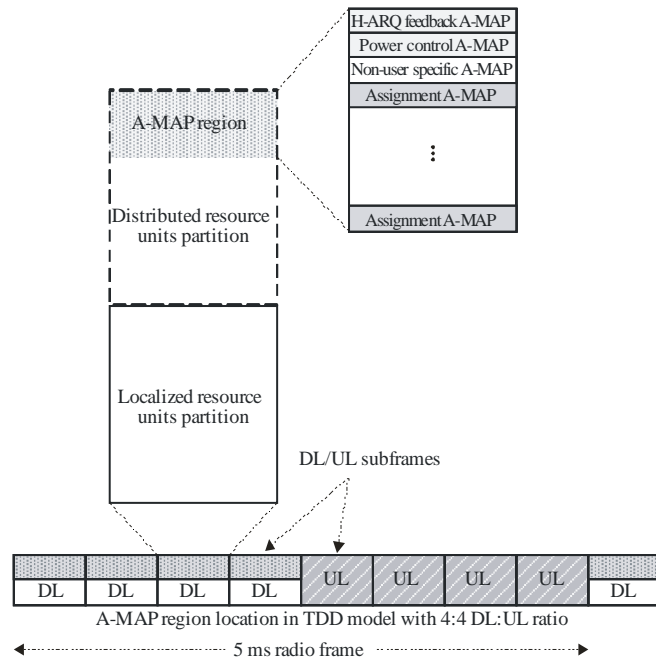 H-ARQ feedback A-MAP
Power control A-MAP
Non-user specific A-MAP
Assignment A-MAP
Assignment A-MAP
A-MAP region
Distributed resource
units partition
Localized resource
units partition
DL/UL subframes
DL DL DL DL UL UL UL UL DL
A-MAP region location in TDD model with 4:4 DL:UL ratio
5 ms radio frame